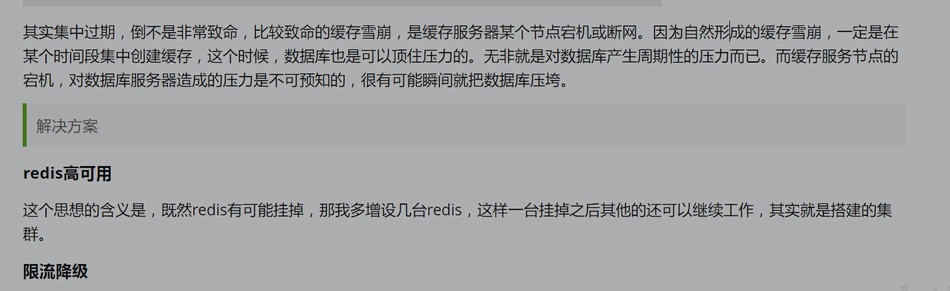 其实集中过期，倒不是非常致命，比较致命的缓存雪崩，是缓存服务器某个节点宕机或断网。因为自然形成的缓存雪崩，一定是在
某个时间段集中创建缓存，这个时候，数据库也是可以顶住压力的。无非就是对数据库产生周期性的压力而已。而缓存服务节点的
宕机，对数据库服务器造成的压力是不可预知的，很有可能瞬间就把数据库压垮。
解决方案
redis高可用
这个思想的含义是，既然redis有可能挂掉，那我多增设几台redis，这样一台挂掉之后其他的还可以继续工作，其实就是搭建的集
群。
限流降级